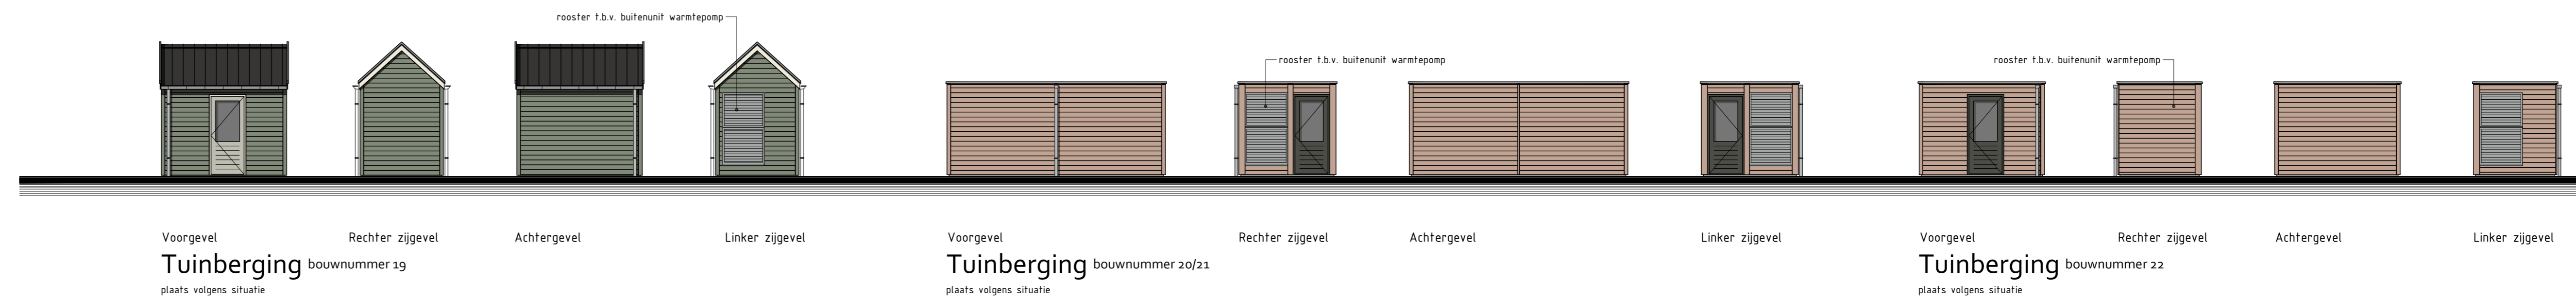 rooster t.b.v. buitenunit warmtepomp
rooster t.b.v. buitenunit warmtepomp
rooster t.b.v. buitenunit warmtepomp
Voorgevel
Rechter zijgevel
Achtergevel
Linker zijgevel
Tuinberging bouwnummer 19
plaats volgens situatie
Voorgevel
Rechter zijgevel
Achtergevel
Linker zijgevel
Tuinberging bouwnummer 20/21
plaats volgens situatie
Voorgevel
Rechter zijgevel
Achtergevel
Linker zijgevel
Tuinberging bouwnummer 22
plaats volgens situatie